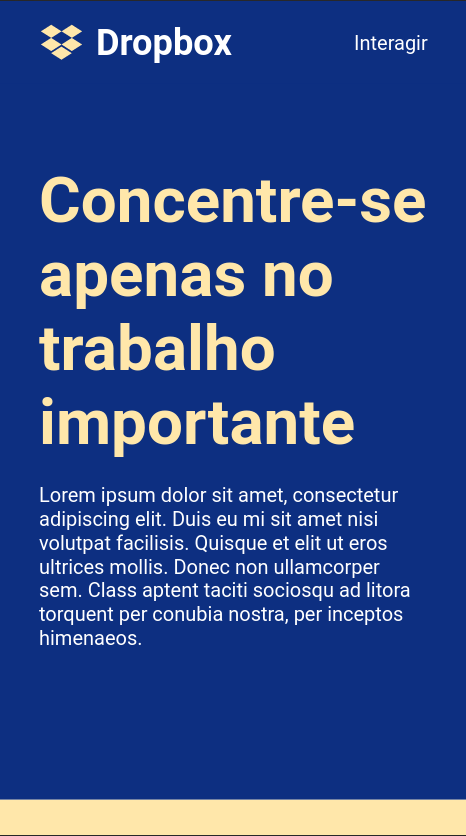 Dropbox
Interagir
Concentre-se
apenas no
trabalho
importante
Lorem ipsum dolor sit amet, consectetur
adipiscing elit. Duis eu mi sit amet nisi
volutpat facilisis. Quisque et elit ut eros
ultrices mollis. Donec non ullamcorper
sem. Class aptent taciti sociosqu ad litora
torquent per conubia nostra, per inceptos
himenaeos.